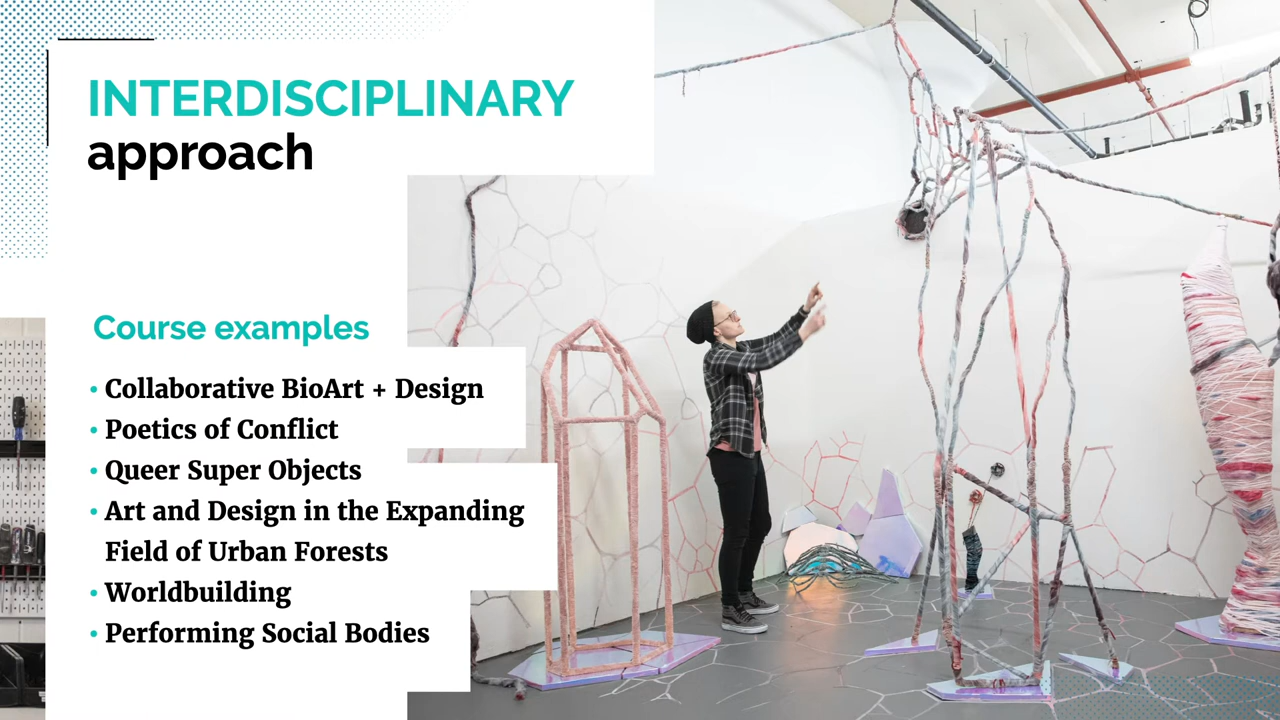 INTERDISCIPLINARY
approach
Course examples
• Collaborative BioArt + Design
• Poetics of Conflict
• Queer Super Objects
• Art and Design in the Expanding
Field of Urban Forests
• Worldbuilding
• Performing Social Bodies